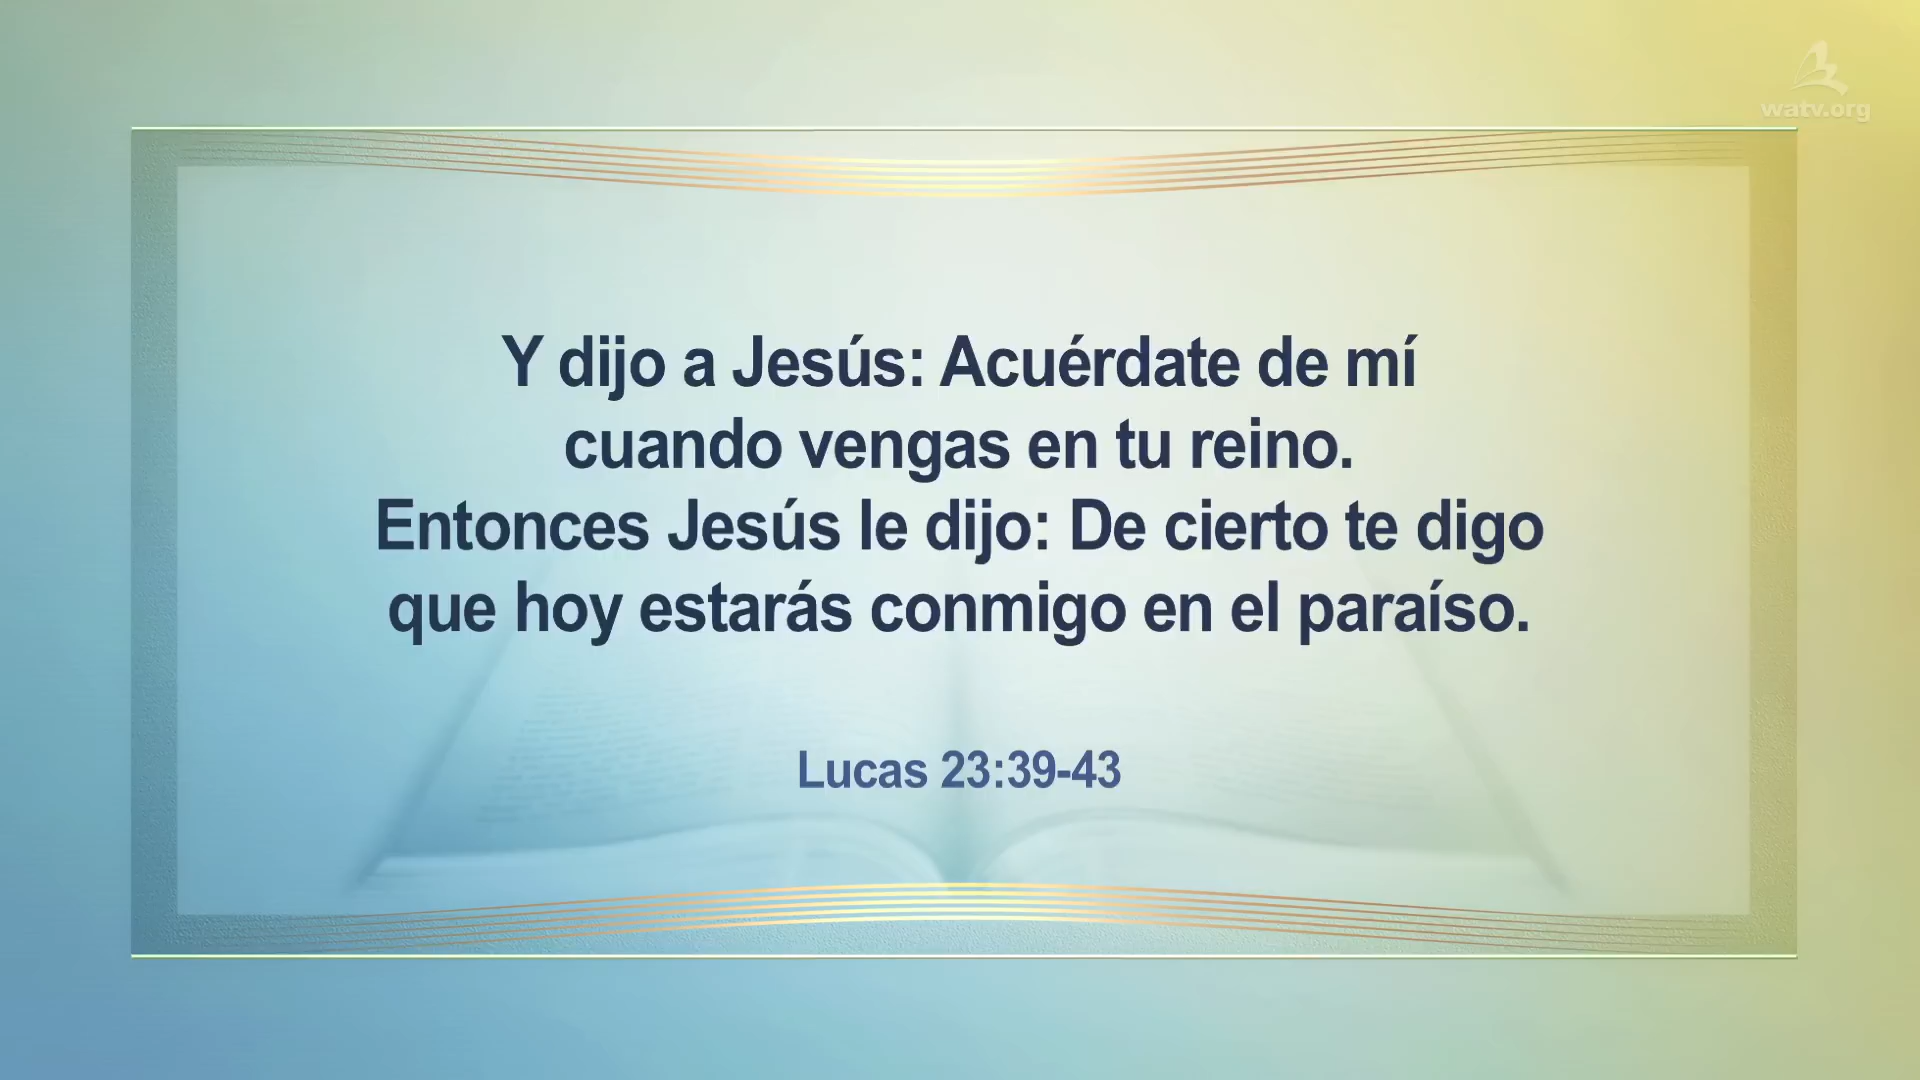 watv.org
Y dijo a Jesús: Acuérdate de mí
cuando vengas en tu reino.
Entonces Jesús le dijo: De cierto te digo
que hoy estarás conmigo en el paraíso.
Lucas 23:39-43